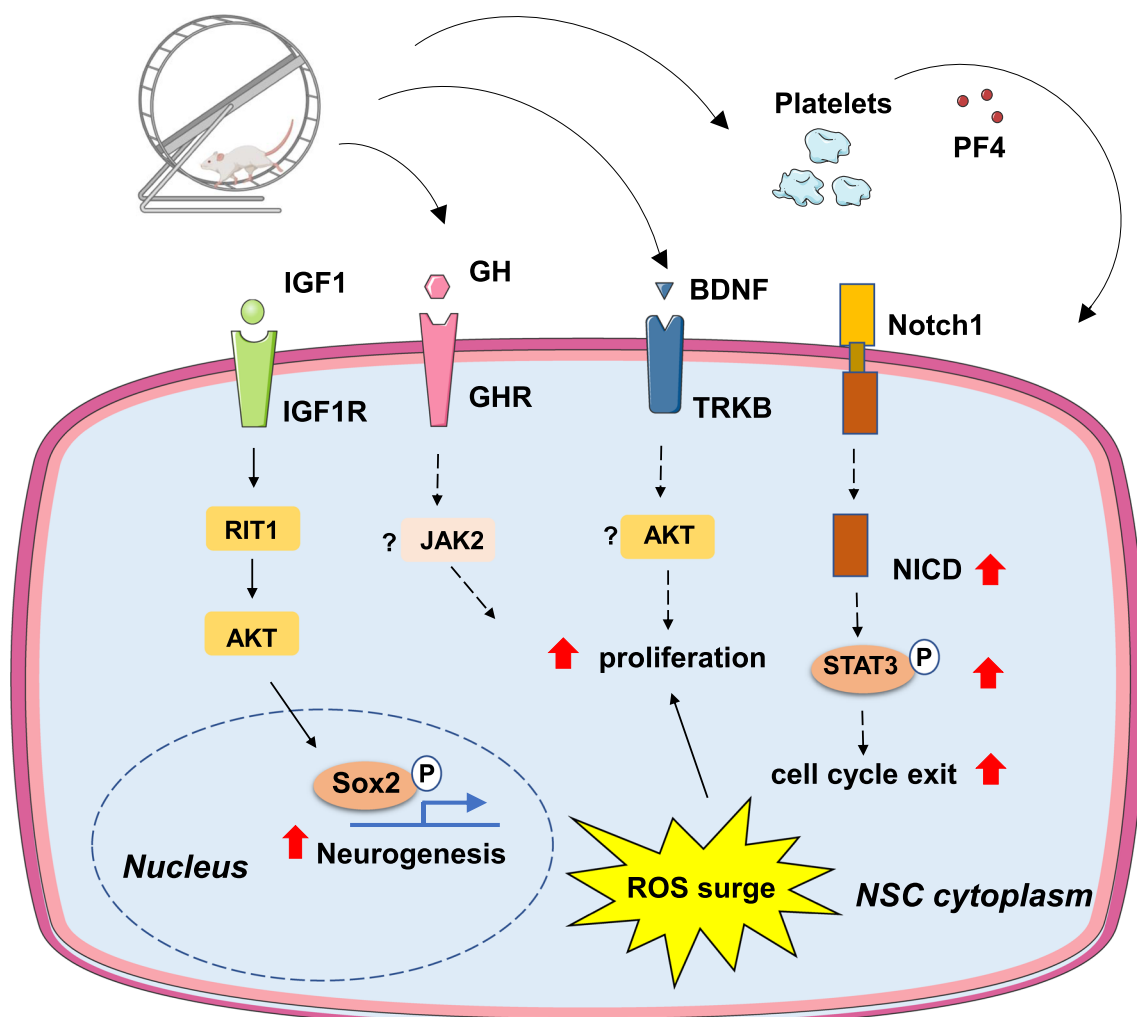 Platelets
PF4
IGF1
GH
BDNF
Notch1
IGF1R
GHR
TRKB
RIT1
? JAK2
? AKT
NICD
AKT
proliferation
STAT3 P
cell cycle exit
Sox2 P
Neurogenesis
Nucleus
ROS surge
NSC cytoplasm